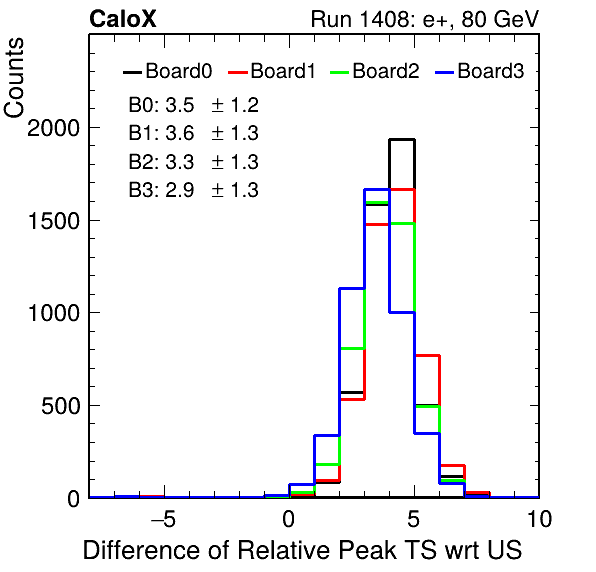 CaloX Run 1408: e+, 80 GeV
Counts
Board0 Board1 Board2 Board3
B0: 3.5 ± 1.2
B1: 3.6 ± 1.3
B2: 3.3 ± 1.3
B3: 2.9 ± 1.3
2000
1500
1000
500
0
−5 0 5 10
Difference of Relative Peak TS wrt US